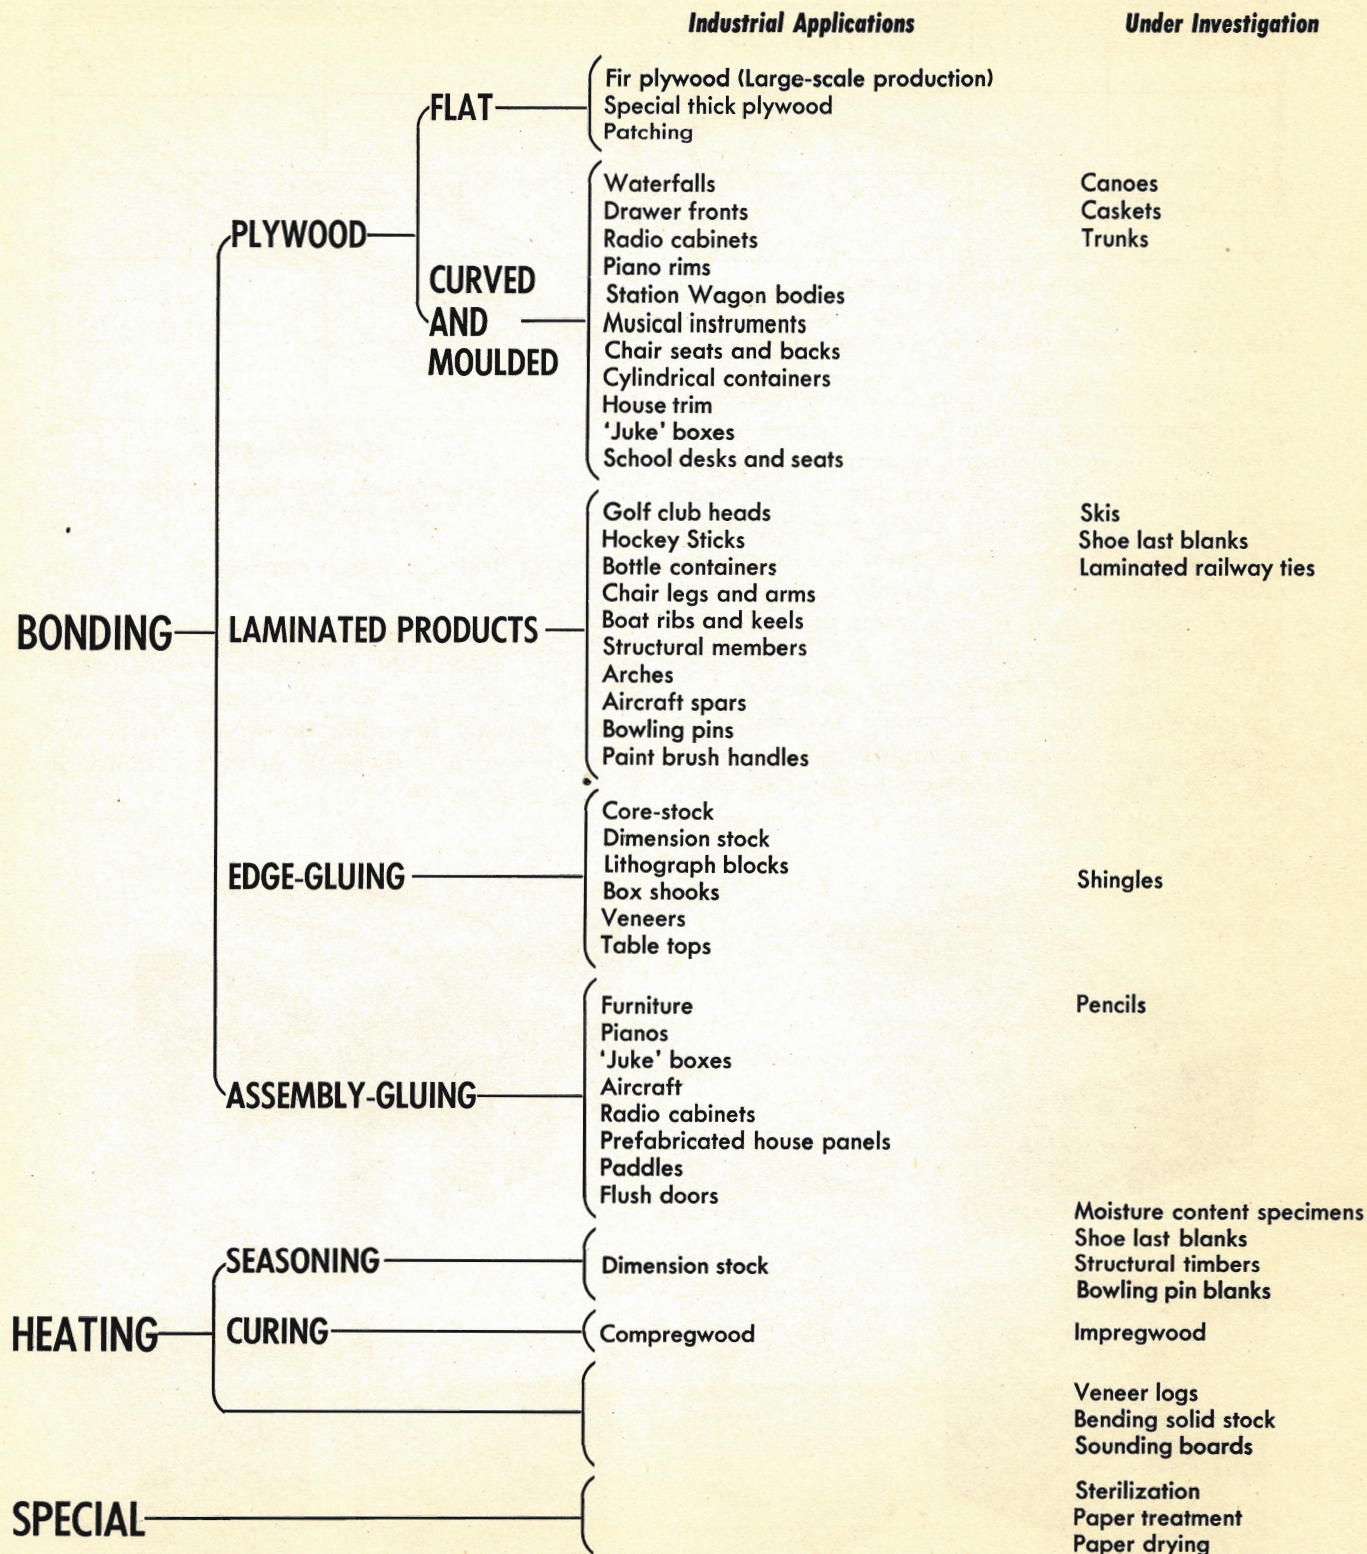 Industrial Applications
Under Investigation
BONDING
PLYWOOD
FLAT
Fir plywood (Large-scale production)
Special thick plywood
Patching
CURVED
AND
MOULDED
Waterfalls
Drawer fronts
Radio cabinets
Piano rims
Station Wagon bodies
Musical instruments
Chair seats and backs
Cylindrical containers
House trim
'Juke' boxes
School desks and seats
Canoes
Caskets
Trunks
LAMINATED PRODUCTS
Golf club heads
Hockey Sticks
Bottle containers
Chair legs and arms
Boat ribs and keels
Structural members
Arches
Aircraft spars
Bowling pins
Paint brush handles
Skis
Shoe last blanks
Laminated railway ties
EDGE-GLUING
Core-stock
Dimension stock
Lithograph blocks
Box shooks
Veneers
Table tops
Shingles
ASSEMBLY-GLUING
Furniture
Pianos
'Juke' boxes
Aircraft
Radio cabinets
Prefabricated house panels
Paddles
Flush doors
Pencils
HEATING
SEASONING
Dimension stock
Moisture content specimens
Shoe last blanks
Structural timbers
Bowling pin blanks
CURING
Compregwood
Impregwood
Veneer logs
Bending solid stock
Sounding boards
SPECIAL
Sterilization
Paper treatment
Paper drying